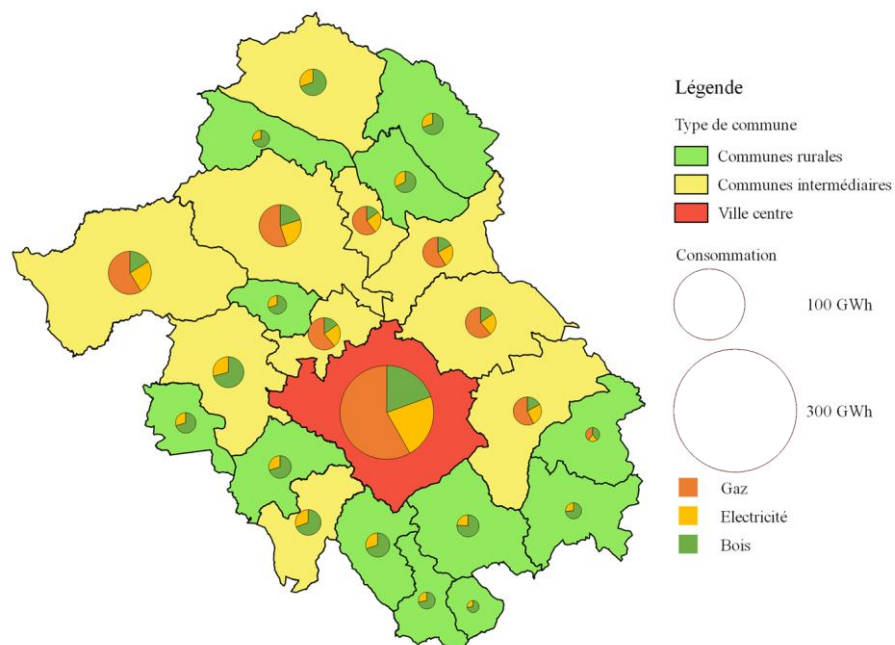 Légende
Type de commune
Communes rurales
Communes intermédiaires
Ville centre
Consommation
100 GWh
300 GWh
Gaz
Electricité
Bois